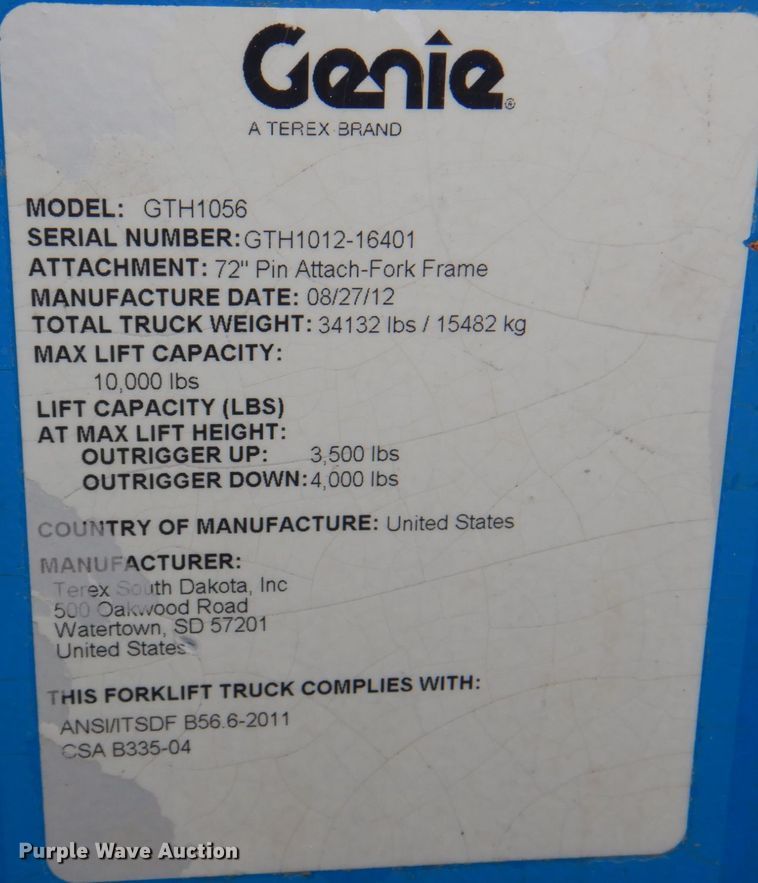 Genie®
A TEREX BRAND
MODEL: GTH1056
SERIAL NUMBER: GTH1012-16401
ATTACHMENT: 72" Pin Attach-Fork Frame
MANUFACTURE DATE: 08/27/12
TOTAL TRUCK WEIGHT: 34132 lbs / 15482 kg
MAX LIFT CAPACITY:
10,000 lbs
LIFT CAPACITY (LBS)
AT MAX LIFT HEIGHT:
OUTRIGGER UP: 3,500 lbs
OUTRIGGER DOWN: 4,000 lbs
COUNTRY OF MANUFACTURE: United States
MANUFACTURER:
Terex South Dakota, Inc
500 Oakwood Road
Watertown, SD 57201
United States
THIS FORKLIFT TRUCK COMPLIES WITH:
ANSI/ITSDF B56.6-2011
CSA B335-04
Purple Wave Auction